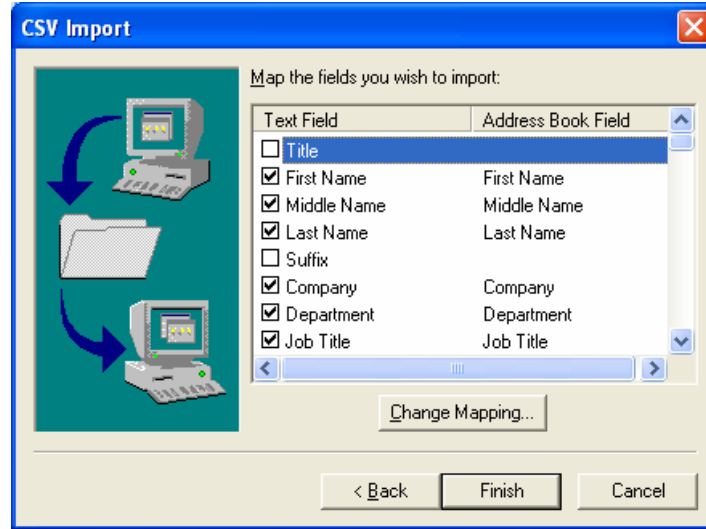 CSV Import
Map the fields you wish to import:
Text Field Address Book Field
Title
First Name First Name
Middle Name Middle Name
Last Name Last Name
Suffix
Company Company
Department Department
Job Title Job Title
Change Mapping...
< Back Finish Cancel